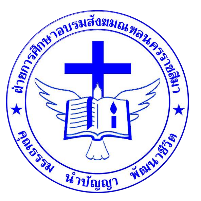 ฝ่ายการศึกษาอบรมสังฆมณฑลนครราชสีมา
คุณธรรม นำปัญญา พัฒนาชีวิต